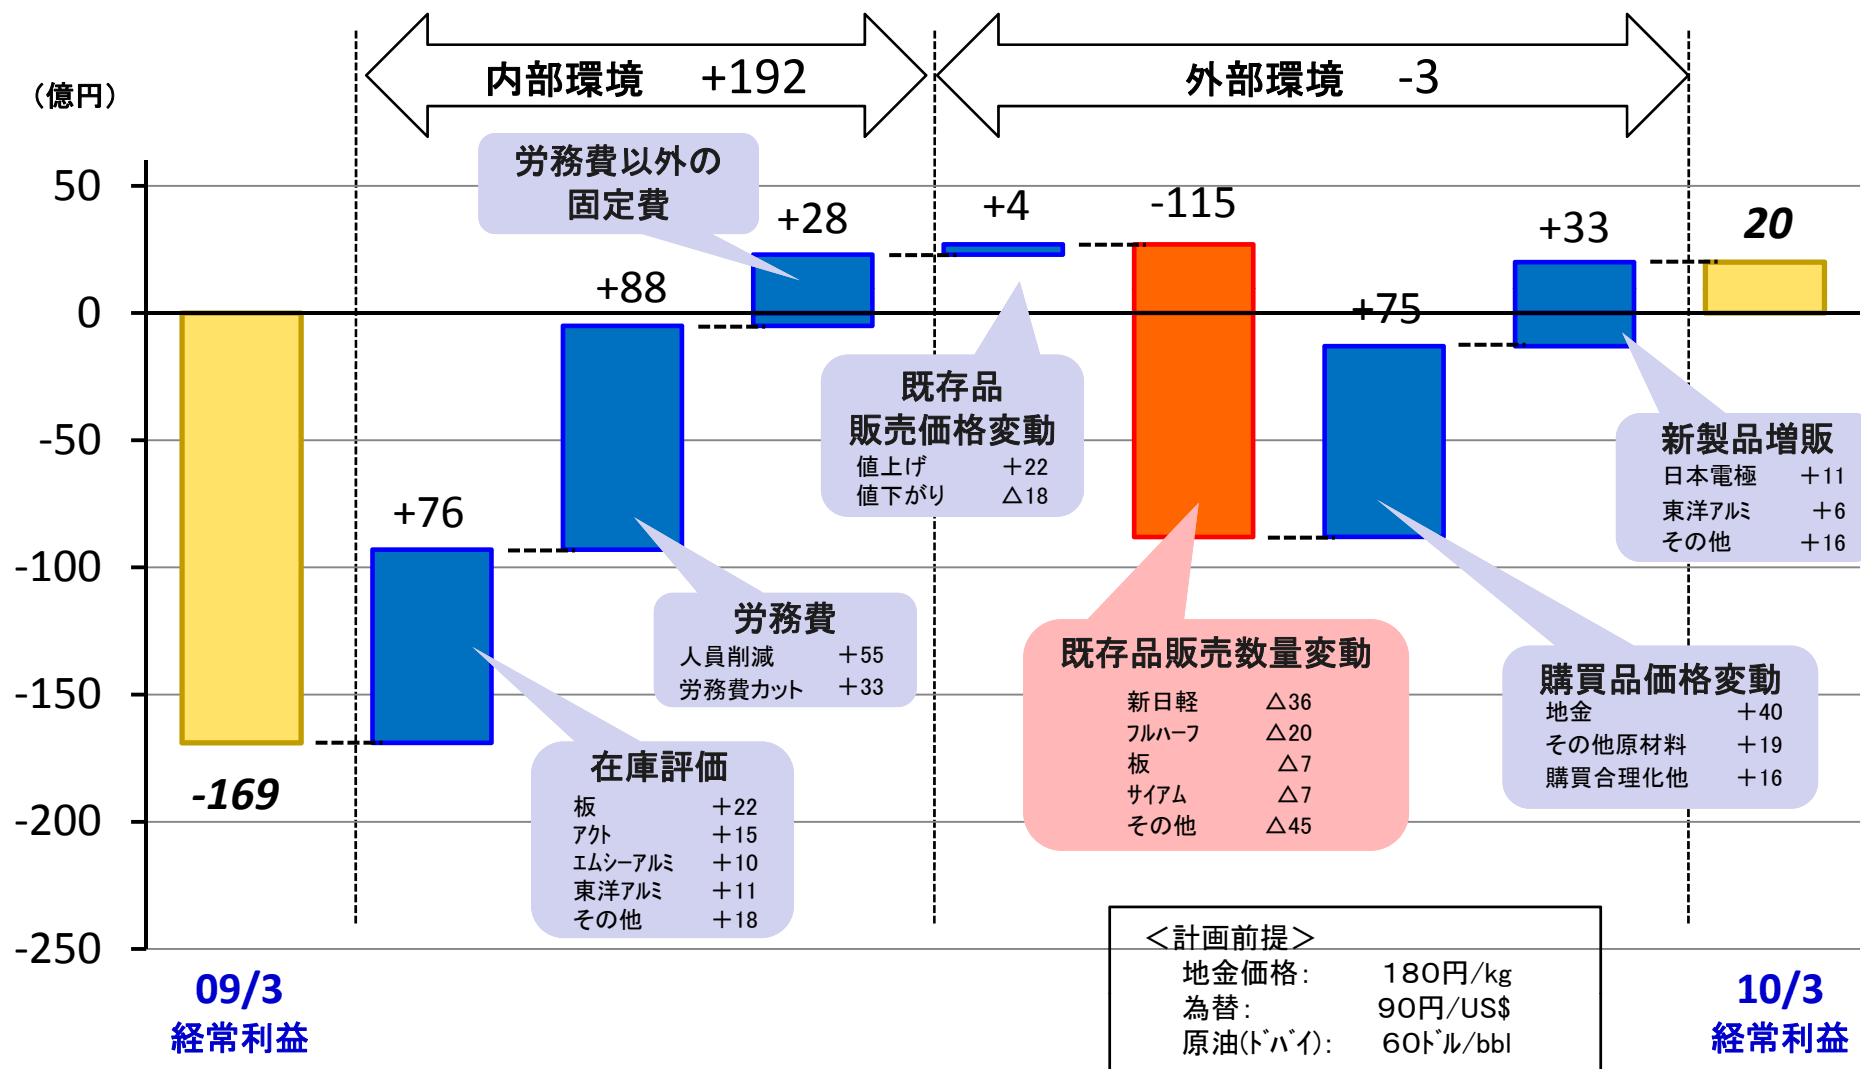 内部環境 +192
外部環境 -3
（億円）
50
0
-50
-100
-150
-200
-250
-169
+76
+88
+28
+4
-115
+75
+33
20
労務費以外の
固定費
既存品
販売価格変動
値上げ +22
値下がり △18
新製品増販
日本電極 +11
東洋アルミ +6
その他 +16
労務費
人員削減 +55
労務費カット +33
既存品販売数量変動
新日軽 △36
フルハーフ △20
板 △7
サイアム △7
その他 △45
購買品価格変動
地金 +40
その他原材料 +19
購買合理化他 +16
在庫評価
板 +22
アクト +15
エムシーアルミ +10
東洋アルミ +11
その他 +18
＜計画前提＞
地金価格： 180円/kg
為替： 90円/US$
原油(ドバイ)： 60ドル/bbl
09/3
経常利益
10/3
経常利益